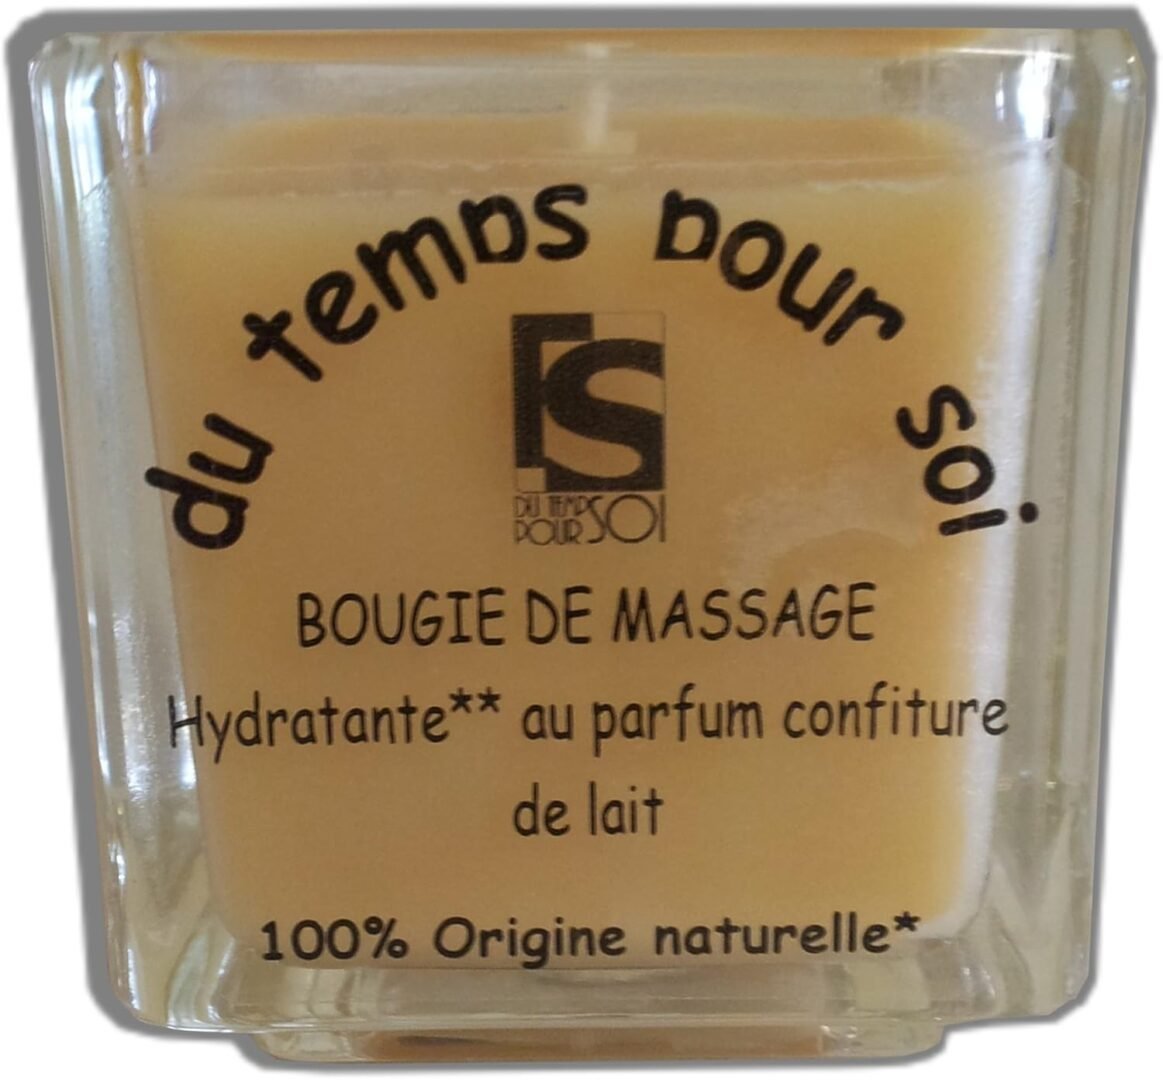 du temps pour soi
DU TEMPS
POUR SOI
BOUGIE DE MASSAGE
Hydratante** au parfum confiture
de lait
100% Origine naturelle*